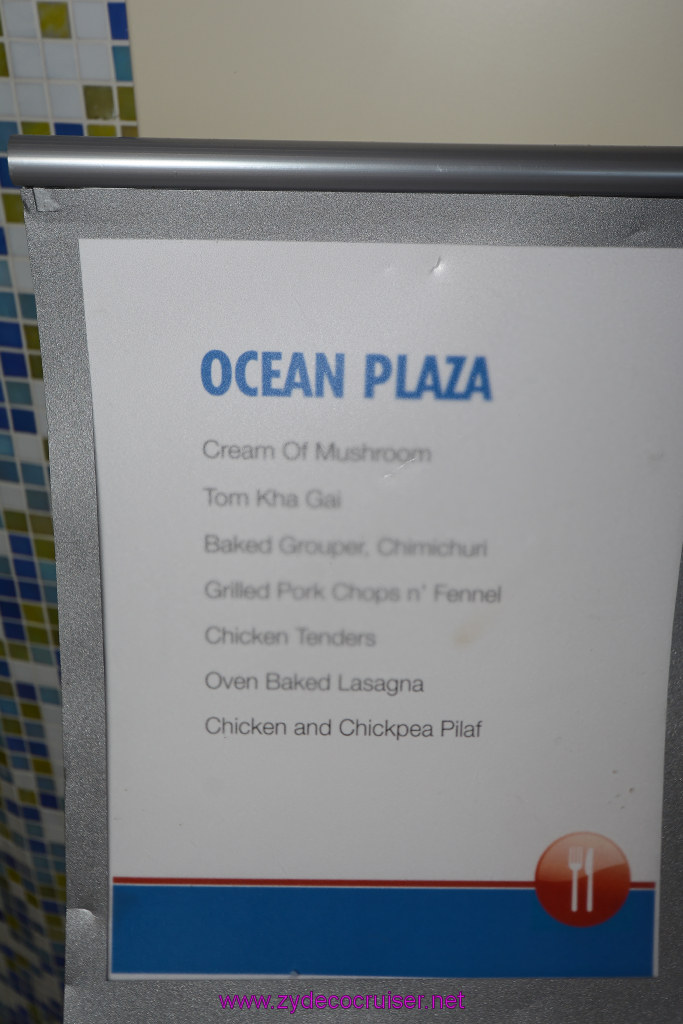 OCEAN PLAZA
Cream Of Mushroom
Tom Kha Gai
Baked Grouper, Chimichuri
Grilled Pork Chops n' Fennel
Chicken Tenders
Oven Baked Lasagna
Chicken and Chickpea Pilaf
www.zydecocruiser.net